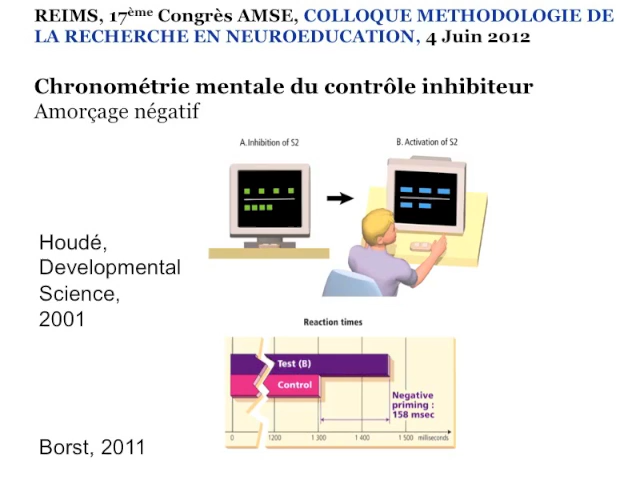 REIMS, 17ème Congrès AMSE, COLLOQUE METHODOLOGIE DE
LA RECHERCHE EN NEUROEDUCATION, 4 Juin 2012
Chronométrie mentale du contrôle inhibiteur
Amorçage négatif
A.Inhibition of S2
B. Activation of S2
Houdé,
Developmental
Science,
2001
Reaction times
Test (B)
Control
Negative
priming :
158 msec
0 1200 1 300 1 400 1 500 milliseconds
Borst, 2011